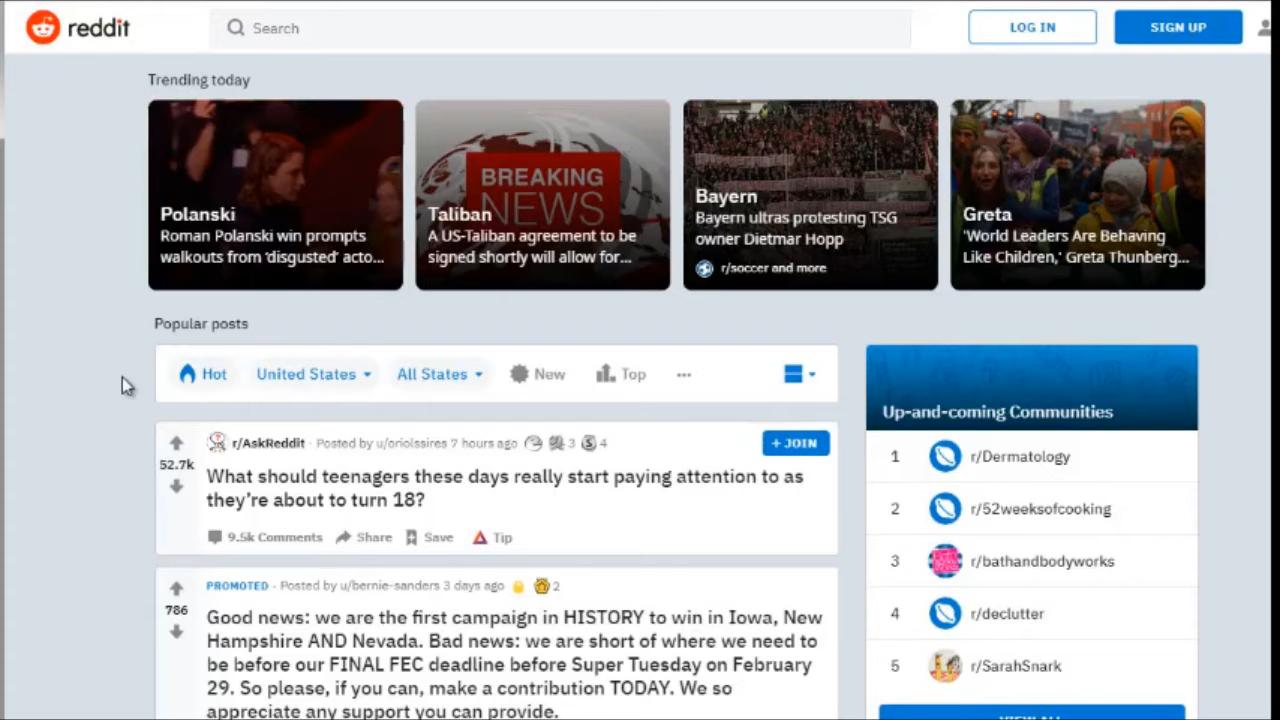 reddit
Search
LOG IN
SIGN UP
Trending today
Polanski
Roman Polanski win prompts
walkouts from 'disgusted' acto...
BREAKING
NEWS
Taliban
A US-Taliban agreement to be
signed shortly will allow for...
Bayern
Bayern ultras protesting TSG
owner Dietmar Hopp
r/soccer and more
Greta
'World Leaders Are Behaving
Like Children,' Greta Thunberg...
Popular posts
Hot
United States
All States
New
Top
r/AskReddit · Posted by u/oriolssires 7 hours ago 3 4
+ JOIN
52.7k
What should teenagers these days really start paying attention to as
they're about to turn 18?
9.5k Comments
Share
Save
Tip
PROMOTED · Posted by u/bernie-sanders 3 days ago 2
786
Good news: we are the first campaign in HISTORY to win in Iowa, New
Hampshire AND Nevada. Bad news: we are short of where we need to
be before our FINAL FEC deadline before Super Tuesday on February
29. So please, if you can, make a contribution TODAY. We so
appreciate any support you can provide.
Up-and-coming Communities
1 r/Dermatology
2 r/52weeksofcooking
3 r/bathandbodyworks
4 r/declutter
5 r/SarahSnark
VIEW ALL